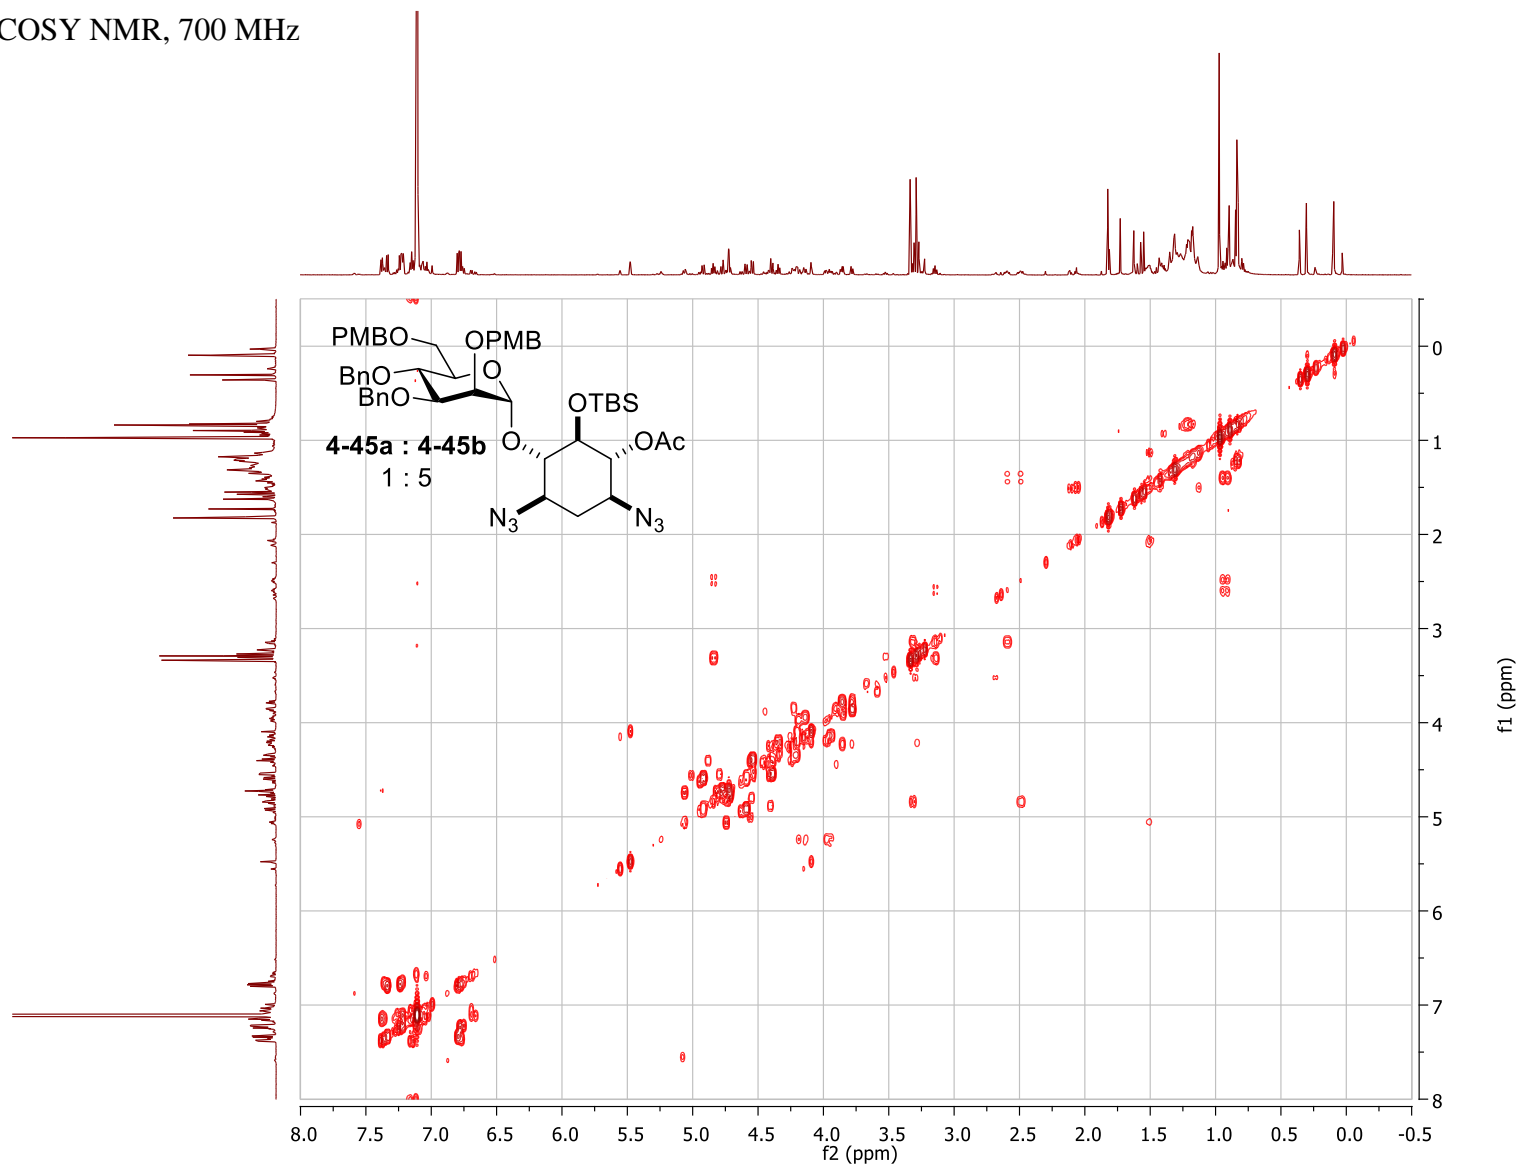 COSY NMR, 700 MHz
PMBO
OPMB
BnO
O
BnO
OTBS
O
OAc
4-45a : 4-45b
1 : 5
N3
N3
0
1
2
3
4
5
6
7
8
f1 (ppm)
8.0 7.5 7.0 6.5 6.0 5.5 5.0 4.5 4.0 3.5 3.0 2.5 2.0 1.5 1.0 0.5 0.0 -0.5
f2 (ppm)